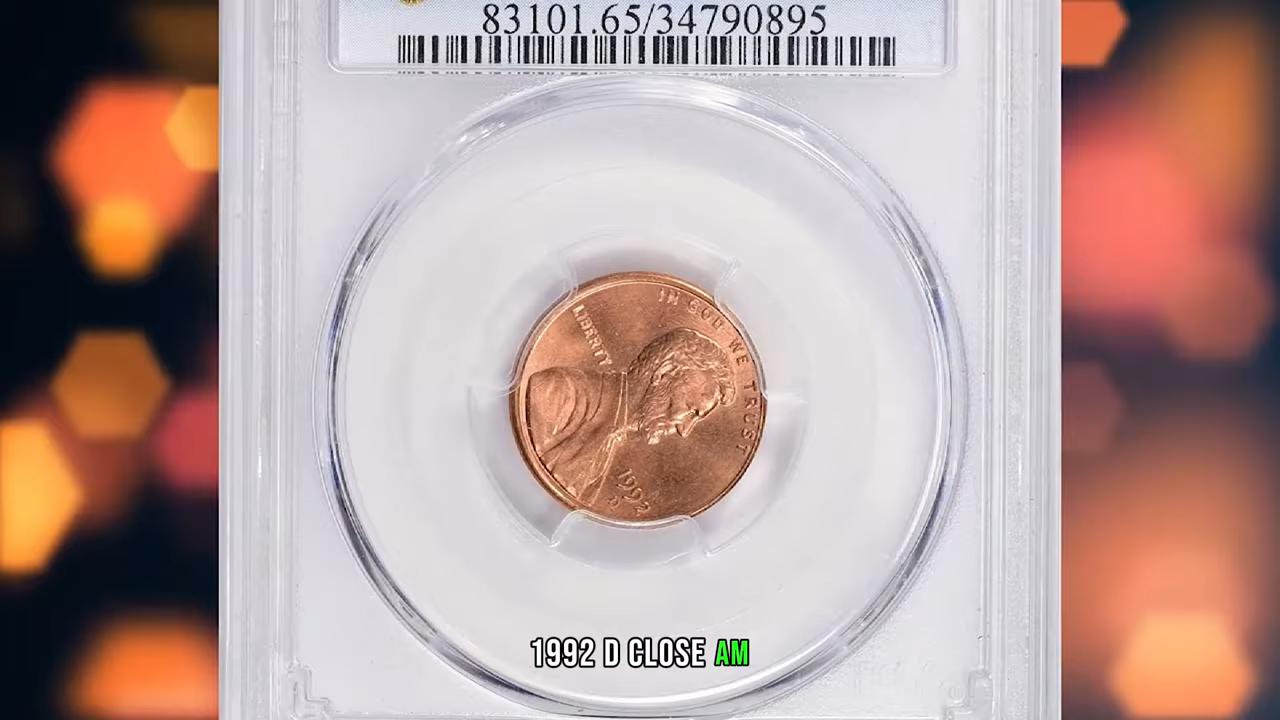 83101.65/34790895
IN GOD WE TRUST
LIBERTY
1992
D
1992 D CLOSE AM